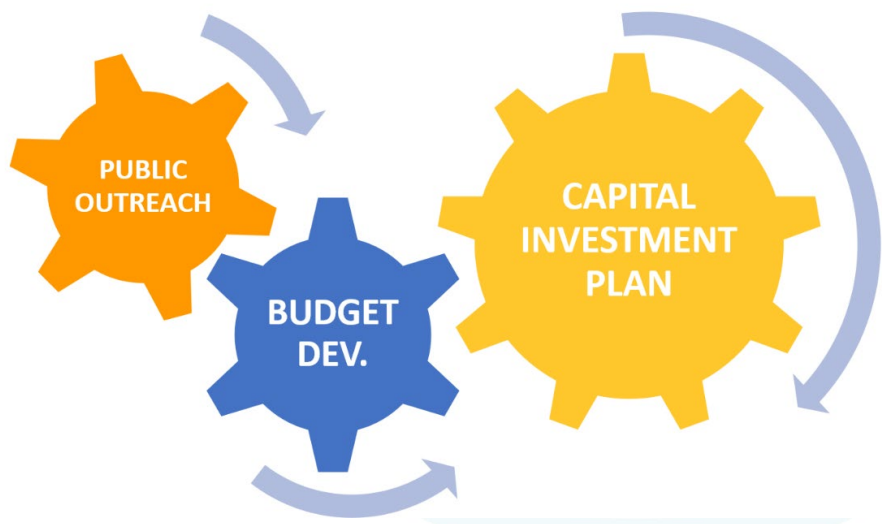 PUBLIC
OUTREACH
BUDGET
DEV.
CAPITAL
INVESTMENT
PLAN